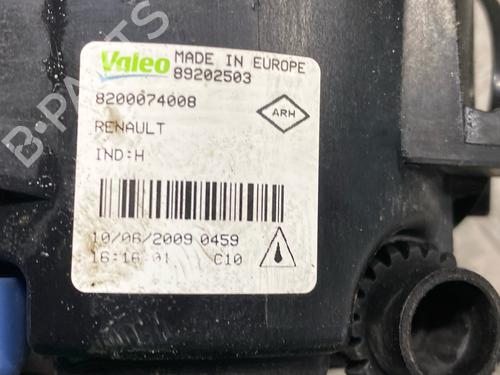 Valeo MADE IN EUROPE
89202503
8200074008
ARH
RENAULT
IND:H
10/06/2009 0459
16:16:01 C10
B-PARTS